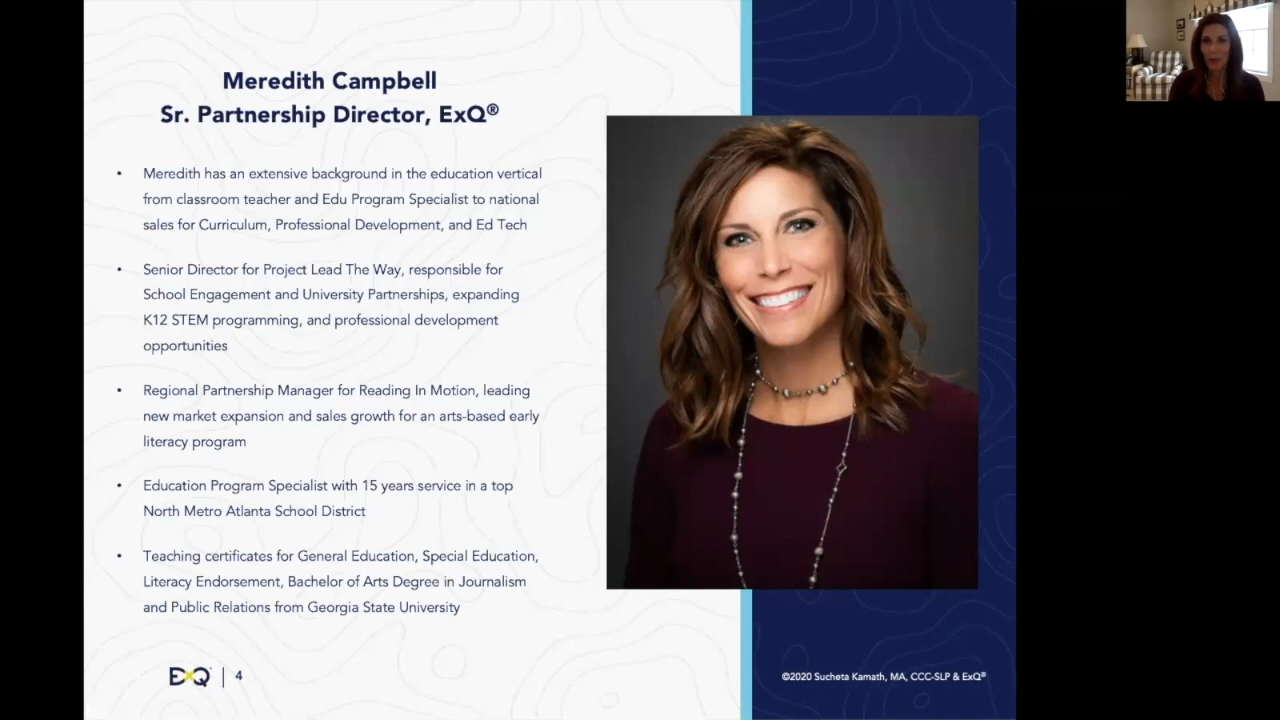 Meredith Campbell
Sr. Partnership Director, ExQ®
• Meredith has an extensive background in the education vertical
from classroom teacher and Edu Program Specialist to national
sales for Curriculum, Professional Development, and Ed Tech
• Senior Director for Project Lead The Way, responsible for
School Engagement and University Partnerships, expanding
K12 STEM programming, and professional development
opportunities
• Regional Partnership Manager for Reading In Motion, leading
new market expansion and sales growth for an arts-based early
literacy program
• Education Program Specialist with 15 years service in a top
North Metro Atlanta School District
• Teaching certificates for General Education, Special Education,
Literacy Endorsement, Bachelor of Arts Degree in Journalism
and Public Relations from Georgia State University
ExQ | 4
©2020 Sucheta Kamath, MA, CCC-SLP & ExQ®